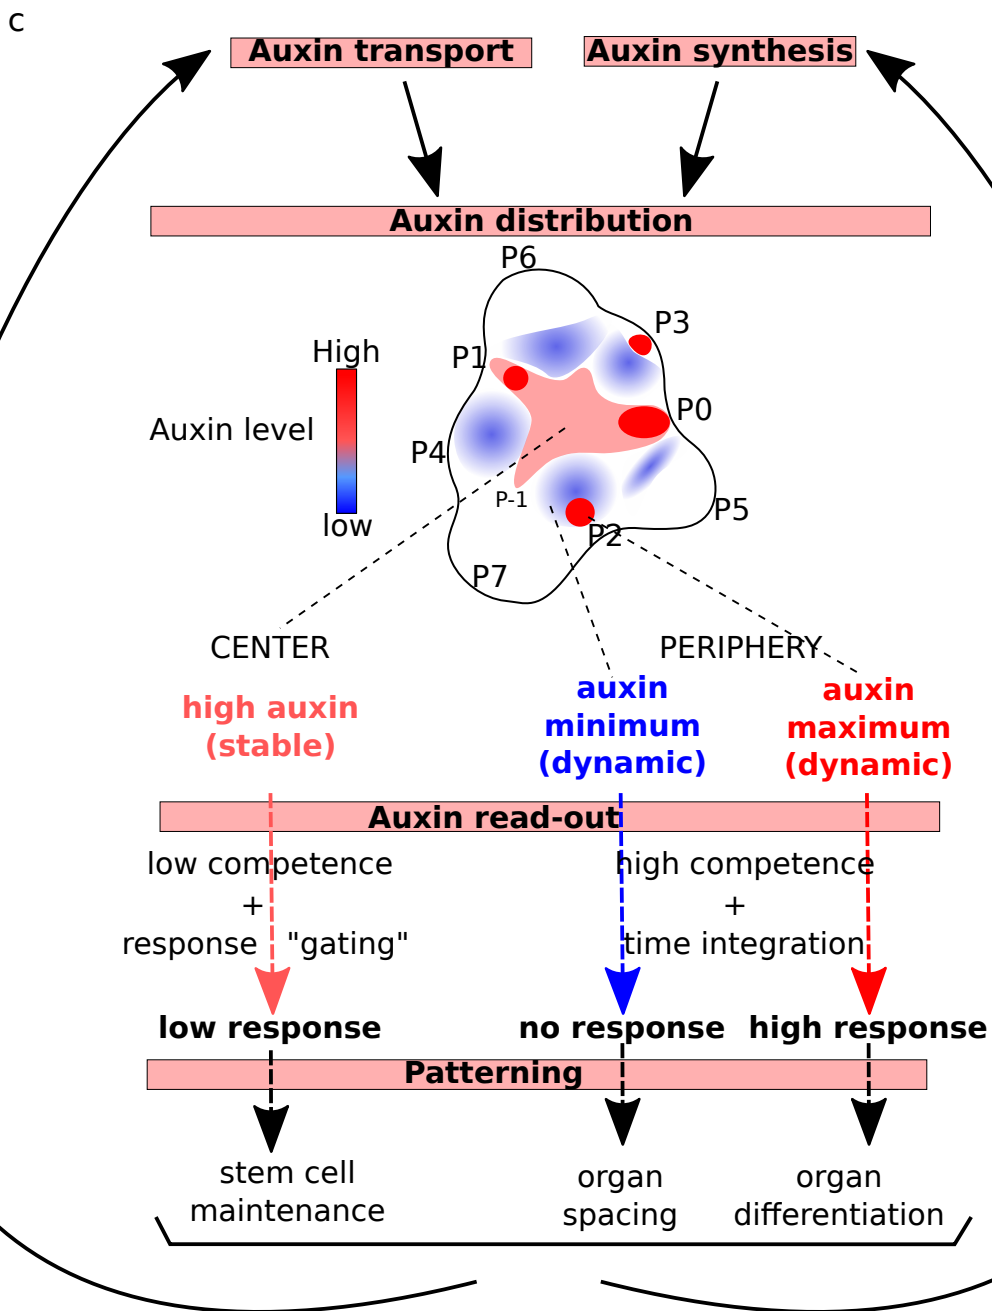 c
Auxin transport
Auxin synthesis
Auxin distribution
P6
P3
High
P1
P0
Auxin level
P4
P-1
P5
low
P2
P7
CENTER
PERIPHERY
high auxin
(stable)
auxin
minimum
(dynamic)
auxin
maximum
(dynamic)
Auxin read-out
low competence
+
response "gating"
high competence
+
time integration
low response
no response
high response
Patterning
stem cell
maintenance
organ
spacing
organ
differentiation